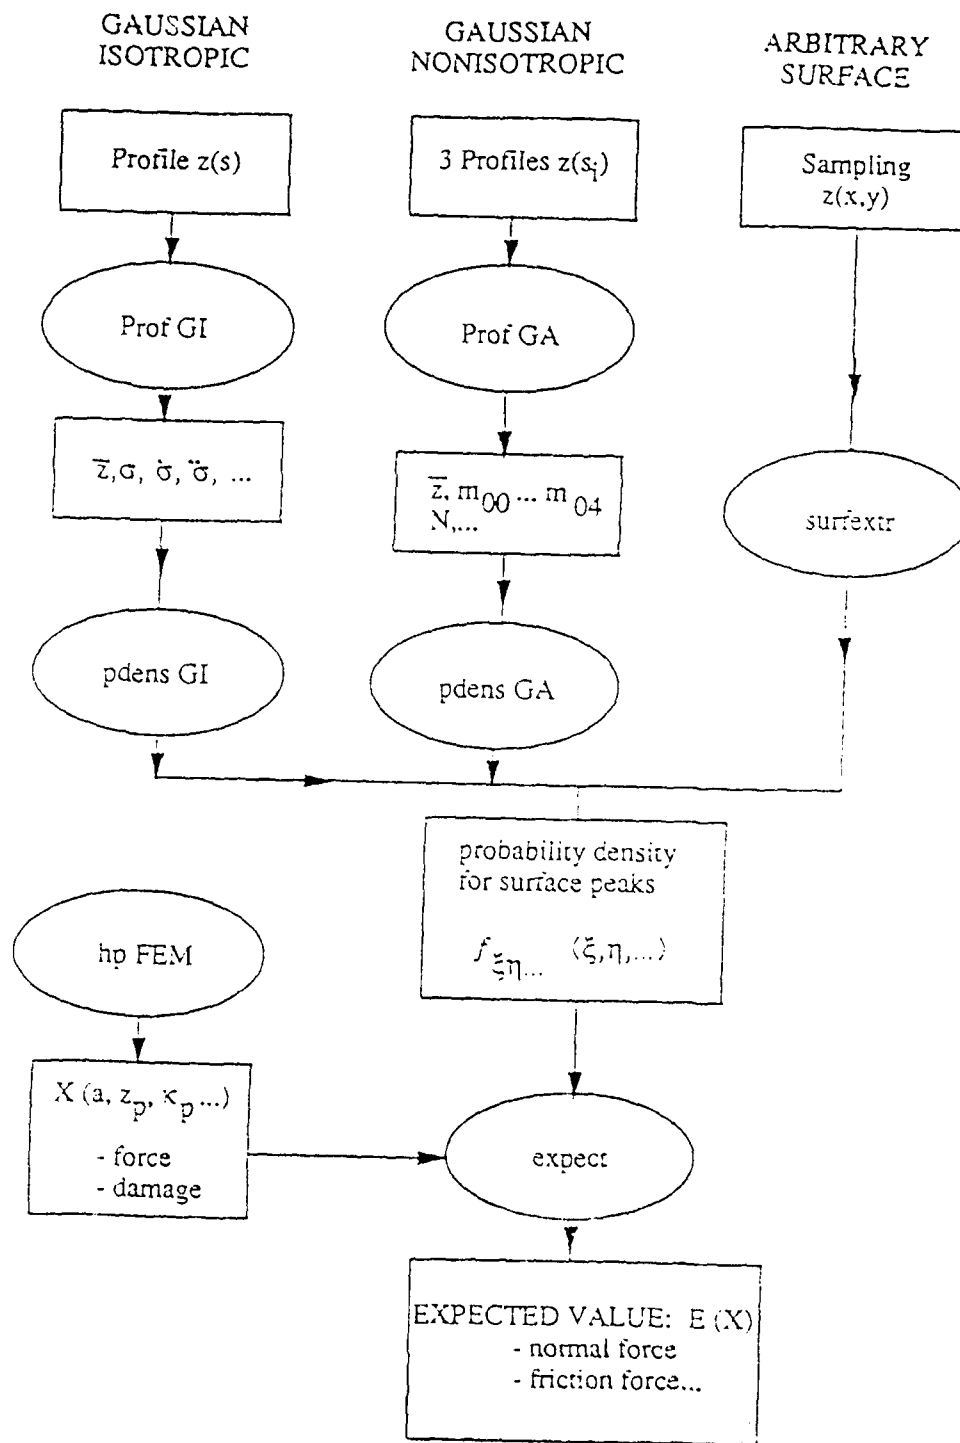 GAUSSIAN
ISOTROPIC
GAUSSIAN
NONISOTROPIC
ARBITRARY
SURFACE
Profile z(s)
3 Profiles z(sᵢ)
Sampling
z(x,y)
Prof GI
Prof GA
z̅,σ, σ̇, σ̈, ...
z̅, m₀₀ ... m₀₄
N,...
surfextr
pdens GI
pdens GA
probability density
for surface peaks
f ξη... (ξ,η,...)
hp FEM
X (a, zₚ, κₚ ...)
- force
- damage
expect
EXPECTED VALUE: E (X)
- normal force
- friction force...